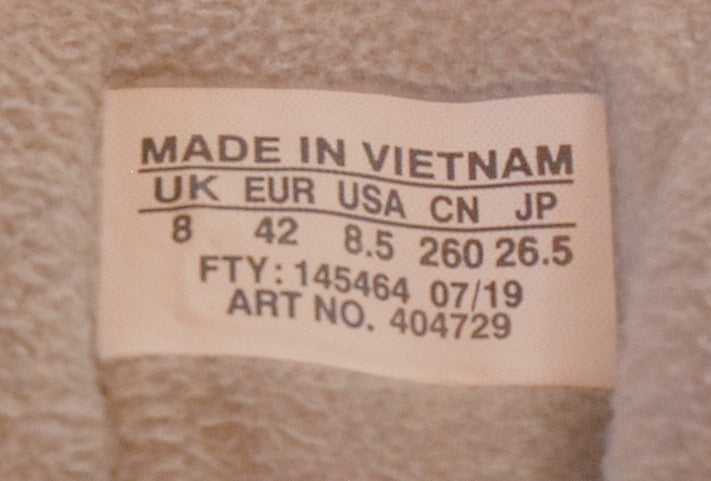 MADE IN VIETNAM
UK EUR USA CN JP
8 42 8.5 260 26.5
FTY: 145464 07/19
ART NO. 404729